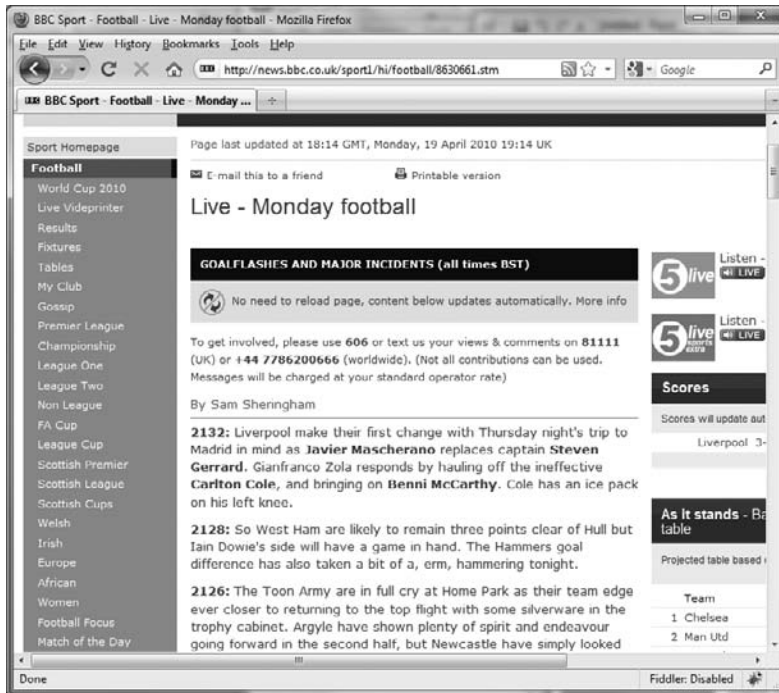 BBC Sport - Football - Live - Monday football - Mozilla Firefox
File Edit View History Bookmarks Tools Help
http://news.bbc.co.uk/sport1/hi/football/8630661.stm
Google
BBC Sport - Football - Live - Monday ...
Sport Homepage
Football
World Cup 2010
Live Videprinter
Results
Fixtures
Tables
My Club
Gossip
Premier League
Championship
League One
League Two
Non League
FA Cup
League Cup
Scottish Premier
Scottish League
Scottish Cups
Welsh
Irish
Europe
African
Women
Football Focus
Match of the Day
Page last updated at 18:14 GMT, Monday, 19 April 2010 19:14 UK
E-mail this to a friend
Printable version
Live - Monday football
GOALFLASHES AND MAJOR INCIDENTS (all times BST)
No need to reload page, content below updates automatically. More info
To get involved, please use 606 or text us your views & comments on 81111
(UK) or +44 7786200666 (worldwide). (Not all contributions can be used.
Messages will be charged at your standard operator rate)
By Sam Sheringham
2132: Liverpool make their first change with Thursday night's trip to
Madrid in mind as Javier Mascherano replaces captain Steven
Gerrard. Gianfranco Zola responds by hauling off the ineffective
Carlton Cole, and bringing on Benni McCarthy. Cole has an ice pack
on his left knee.
2128: So West Ham are likely to remain three points clear of Hull but
Iain Dowie's side will have a game in hand. The Hammers goal
difference has also taken a bit of a, erm, hammering tonight.
2126: The Toon Army are in full cry at Home Park as their team edge
ever closer to returning to the top flight with some silverware in the
trophy cabinet. Argyle have shown plenty of spirit and endeavour
going forward in the second half, but Newcastle have simply looked
5 live
Listen -
LIVE
5 live sports extra
Listen -
LIVE
Scores
Scores will update aut
Liverpool 3-
As it stands - Ba
table
Projected table based
Team
1 Chelsea
2 Man Utd
Done
Fiddler: Disabled